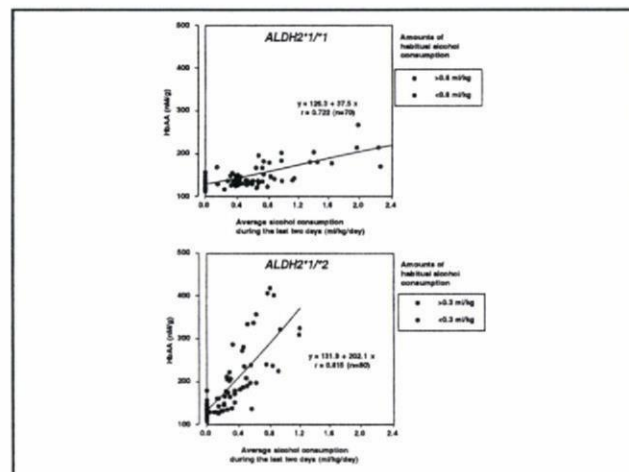 ALDH2*1/*1
500
400
300
200
100
HbAA (nM/g)
y = 126.3 + 37.5 x
r = 0.722 (n=70)
0.0 0.4 0.8 1.2 1.6 2.0 2.4
Average alcohol consumption
during the last two days (ml/kg/day)
Amounts of
habitual alcohol
consumption
>0.6 ml/kg
<0.6 ml/kg
ALDH2*1/*2
500
400
300
200
100
HbAA (nM/g)
y = 131.9 + 202.1 x
r = 0.615 (n=80)
0.0 0.4 0.8 1.2 1.6 2.0 2.4
Average alcohol consumption
during the last two days (ml/kg/day)
Amounts of
habitual alcohol
consumption
>0.3 ml/kg
<0.3 ml/kg